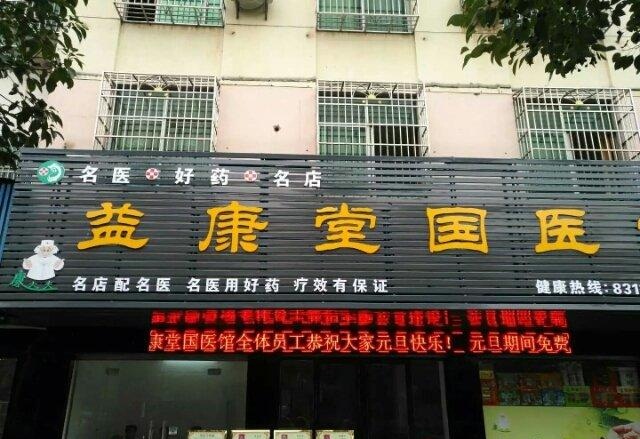 名医 好药 名店
益康堂国医
名店配名医 名医用好药 疗效有保证
健康热线:831
康堂国医馆全体员工恭祝大家元旦快乐!_元旦期间免费